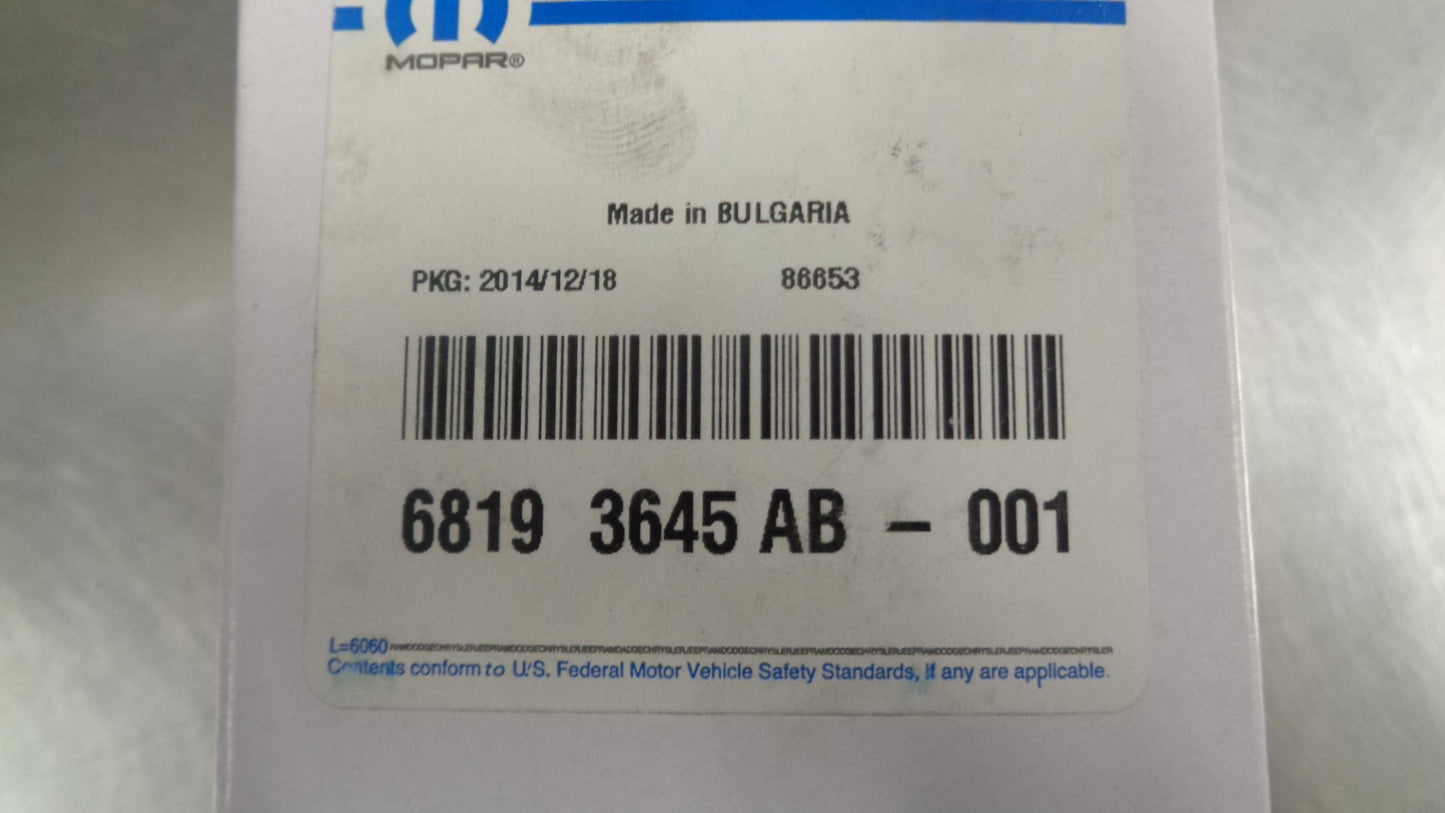 MOPAR®
Made in BULGARIA
PKG: 2014/12/18 86653
6819 3645 AB – 001
L=6060
Contents conform to U.S. Federal Motor Vehicle Safety Standards, if any are applicable.